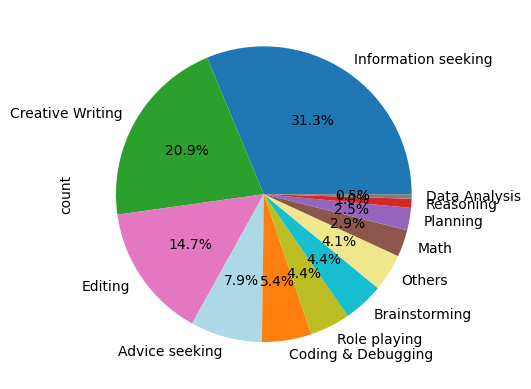 Information seeking
31.3%
Creative Writing
20.9%
count
Editing
14.7%
Advice seeking
7.9%
Coding & Debugging
5.4%
Role playing
4.4%
Brainstorming
4.4%
Others
4.1%
Math
2.9%
Planning
2.5%
Reasoning
1.0%
Data Analysis
0.5%